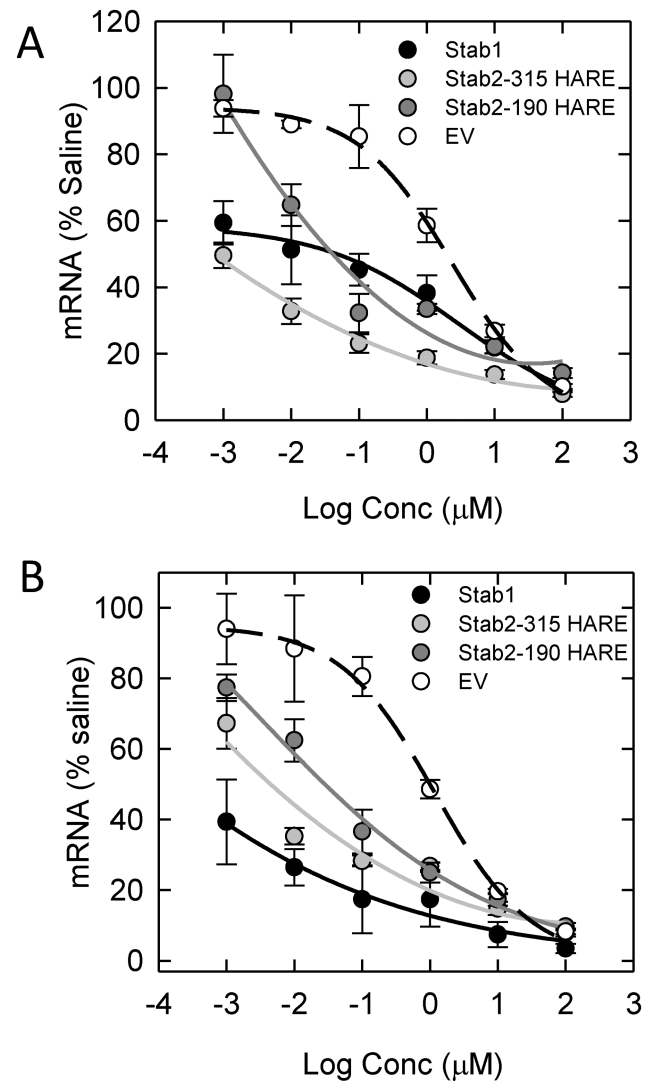 A
120
100
80
60
40
20
0
mRNA (% Saline)
Stab1
Stab2-315 HARE
Stab2-190 HARE
EV
-4 -3 -2 -1 0 1 2 3
Log Conc (μM)
B
100
80
60
40
20
0
mRNA (% saline)
Stab1
Stab2-315 HARE
Stab2-190 HARE
EV
-4 -3 -2 -1 0 1 2 3
Log Conc (μM)